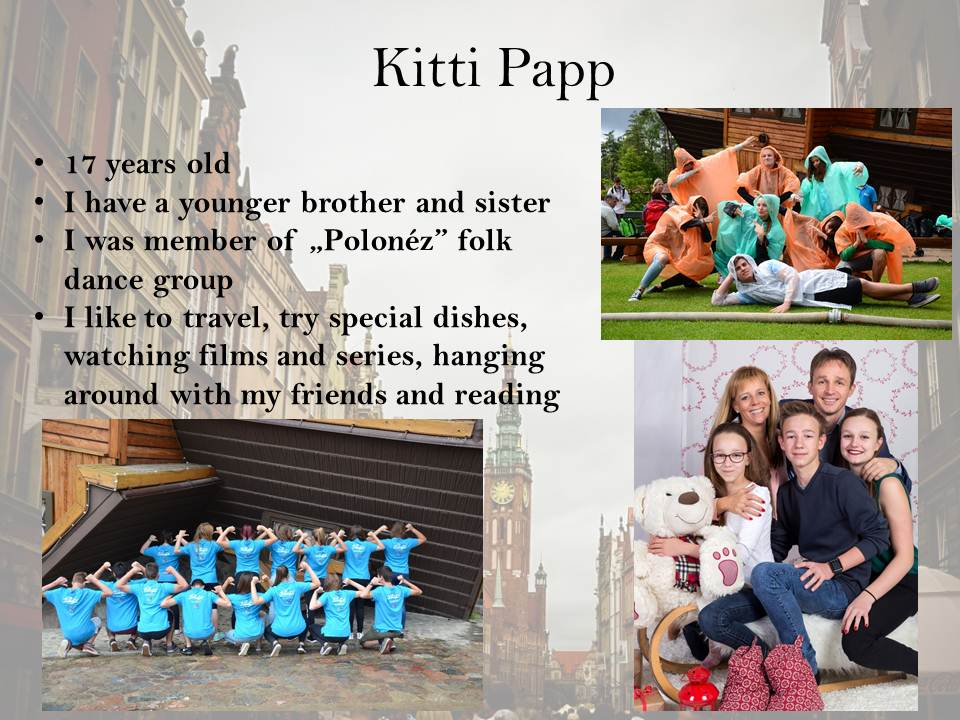 Kitti Papp
• 17 years old
• I have a younger brother and sister
• I was member of „Polonéz” folk
dance group
• I like to travel, try special dishes,
watching films and series, hanging
around with my friends and reading